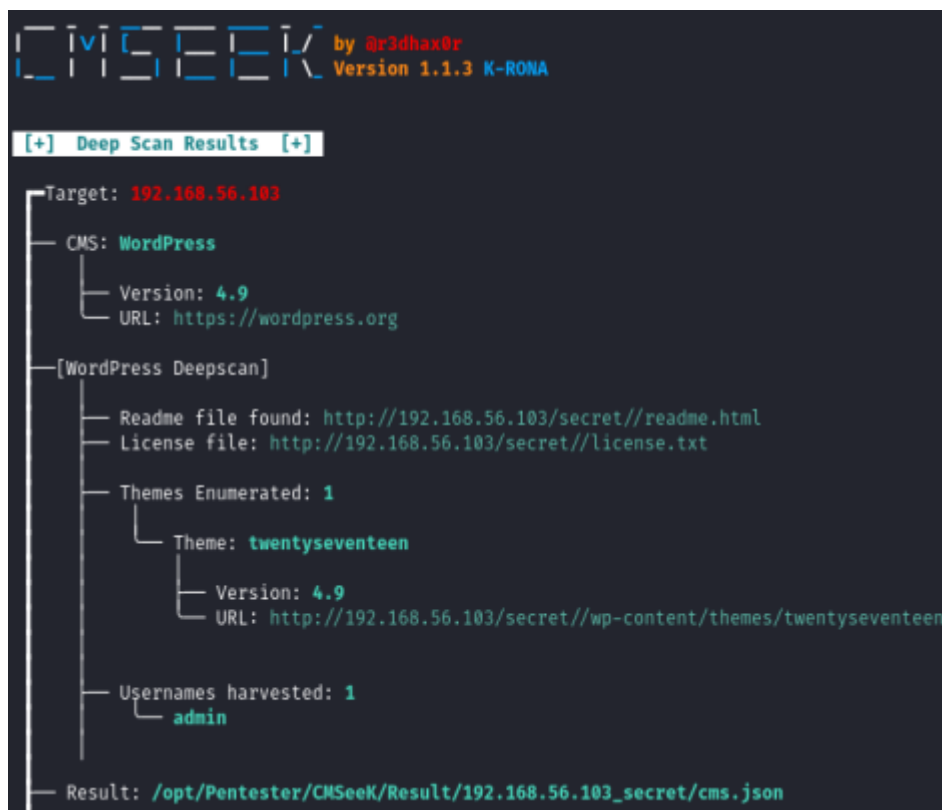 CMSEEK by @r3dhax0r
Version 1.1.3 K-RONA
[+] Deep Scan Results [+]
Target: 192.168.56.103
CMS: WordPress
Version: 4.9
URL: https://wordpress.org
[WordPress Deepscan]
Readme file found: http://192.168.56.103/secret//readme.html
License file: http://192.168.56.103/secret//license.txt
Themes Enumerated: 1
Theme: twentyseventeen
Version: 4.9
URL: http://192.168.56.103/secret//wp-content/themes/twentyseventeen
Usernames harvested: 1
admin
Result: /opt/Pentester/CMSeeK/Result/192.168.56.103_secret/cms.json